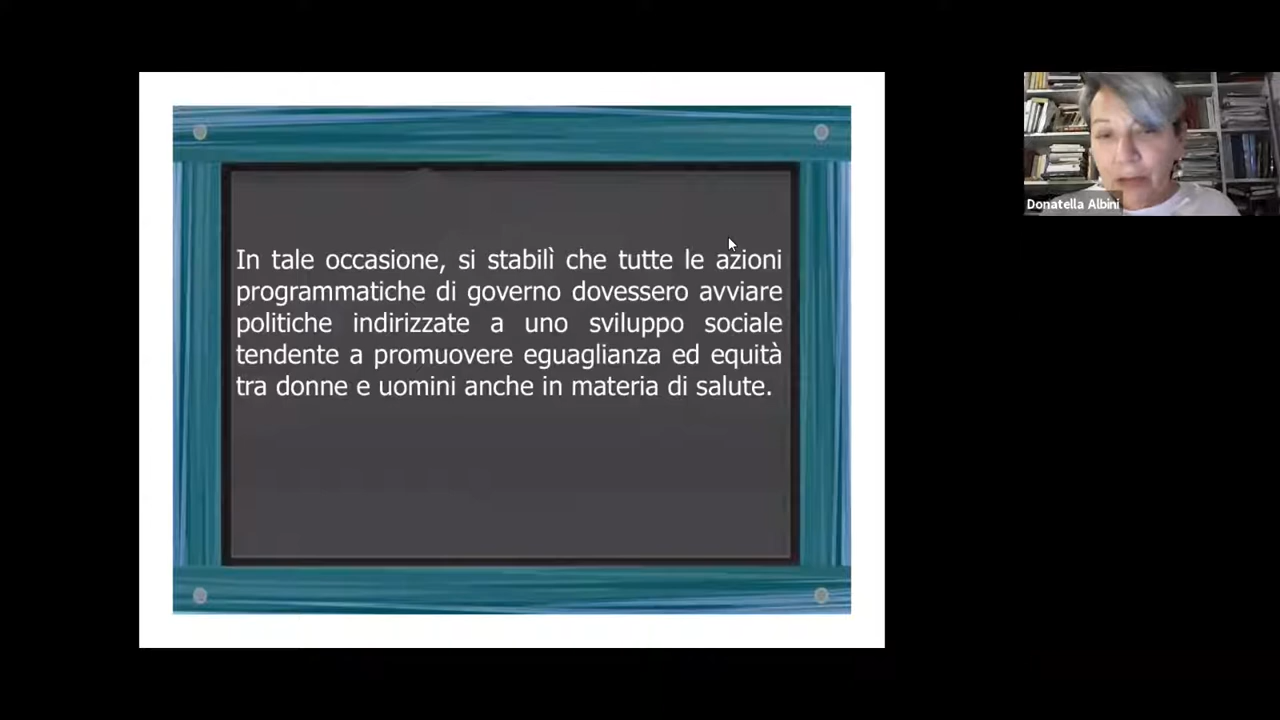 In tale occasione, si stabilì che tutte le azioni
programmatiche di governo dovessero avviare
politiche indirizzate a uno sviluppo sociale
tendente a promuovere eguaglianza ed equità
tra donne e uomini anche in materia di salute.
Donatella Albini